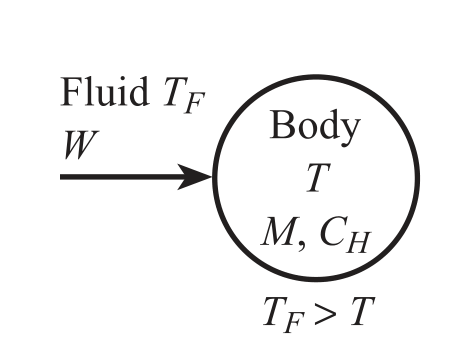 Fluid T_F
W
Body
T
M, C_H
T_F > T